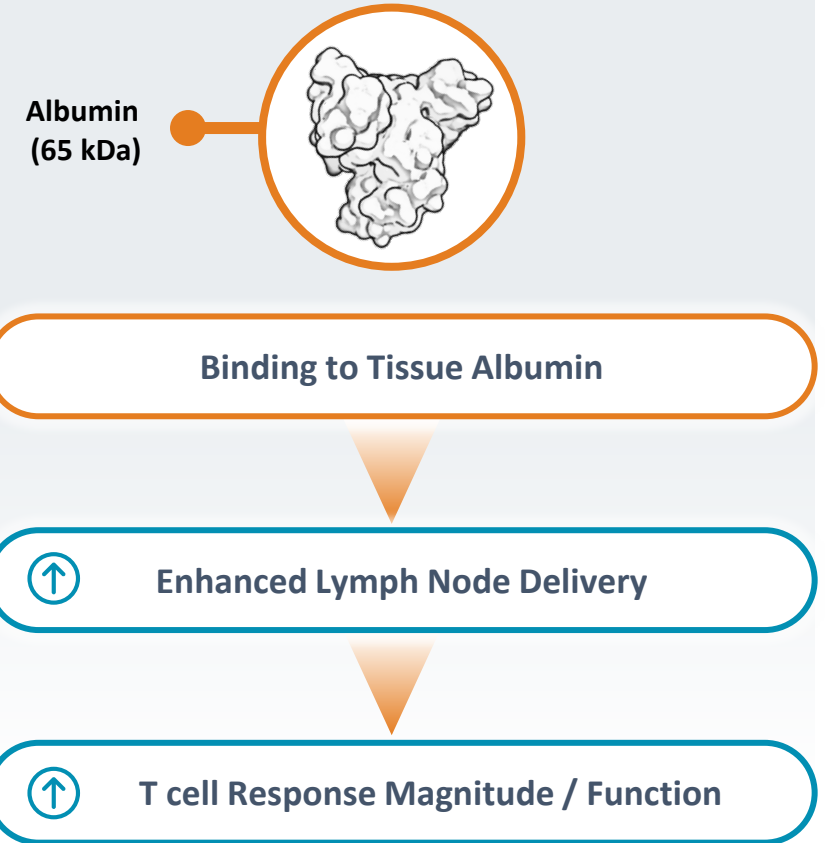 Albumin
(65 kDa)
Binding to Tissue Albumin
Enhanced Lymph Node Delivery
T cell Response Magnitude / Function